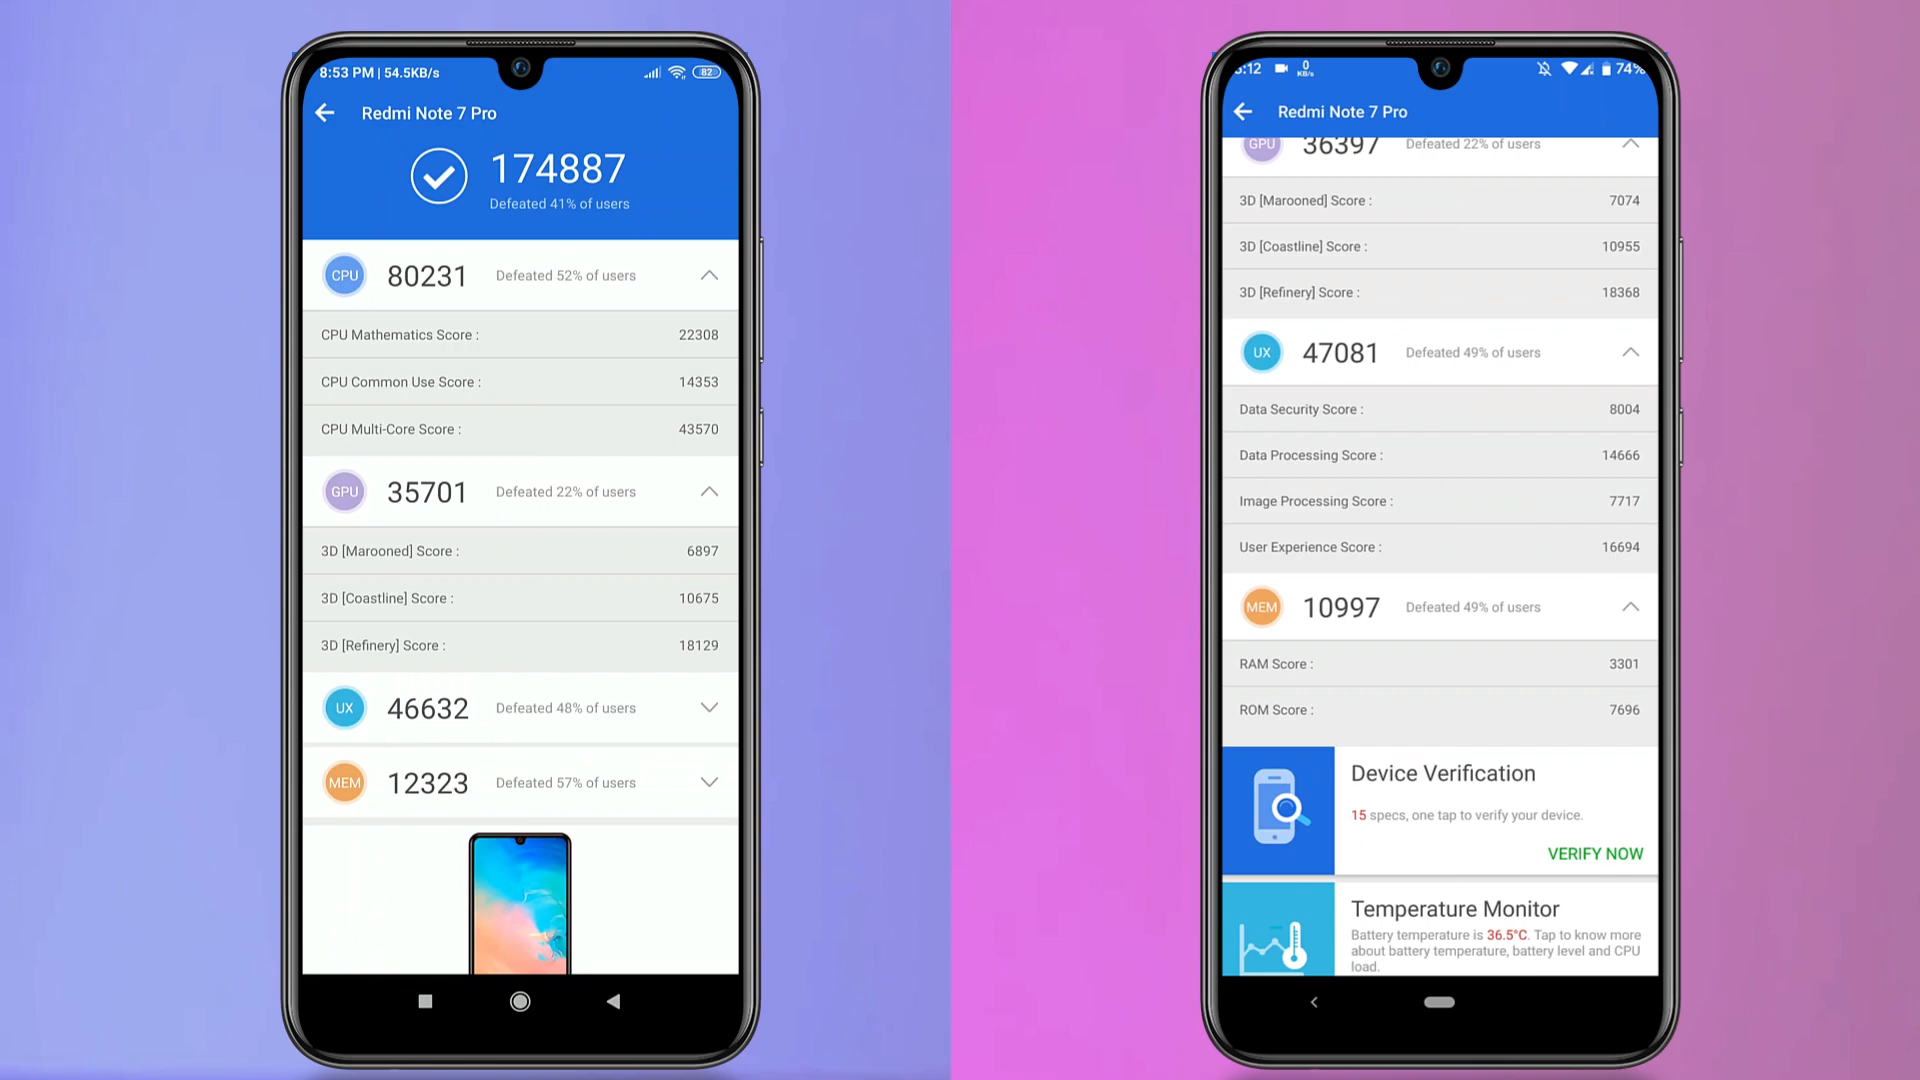 8:53 PM | 54.5KB/s
82
Redmi Note 7 Pro
174887
Defeated 41% of users
CPU 80231 Defeated 52% of users
CPU Mathematics Score : 22308
CPU Common Use Score : 14353
CPU Multi-Core Score : 43570
GPU 35701 Defeated 22% of users
3D [Marooned] Score : 6897
3D [Coastline] Score : 10675
3D [Refinery] Score : 18129
UX 46632 Defeated 48% of users
MEM 12323 Defeated 57% of users
:12 0 KB/s 74%
Redmi Note 7 Pro
GPU 36397 Defeated 22% of users
3D [Marooned] Score : 7074
3D [Coastline] Score : 10955
3D [Refinery] Score : 18368
UX 47081 Defeated 49% of users
Data Security Score : 8004
Data Processing Score : 14666
Image Processing Score : 7717
User Experience Score : 16694
MEM 10997 Defeated 49% of users
RAM Score : 3301
ROM Score : 7696
Device Verification
15 specs, one tap to verify your device.
VERIFY NOW
Temperature Monitor
Battery temperature is 36.5°C. Tap to know more
about battery temperature, battery level and CPU
load.